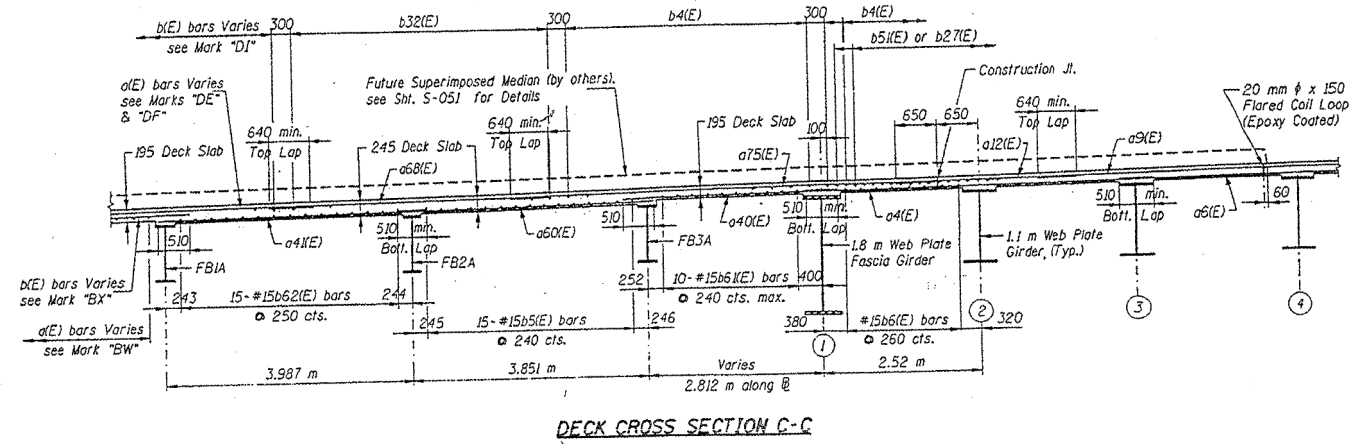 b(E) bars Varies
see Mark "D1"
300
b32(E)
300
b4(E)
300
b4(E)
b51(E) or b27(E)
a(E) bars Varies
see Marks "DE"
& "DF"
Future Superimposed Median (by others).
see Sht. S-051 for Details
Construction Jt.
20 mm ϕ x 150
Flared Coil Loop
(Epoxy Coated)
640 min.
Top Lap
640 min.
Top Lap
195 Deck Slab
100
650
650
640 min.
Top Lap
195 Deck Slab
245 Deck Slab
a68(E)
a75(E)
a12(E)
a9(E)
510
a41(E)
510 min.
Bott. Lap
a60(E)
510
a40(E)
510 min.
Bott. Lap
a4(E)
510 min.
Bott. Lap
a6(E)
60
FB1A
FB2A
FB3A
1.8 m Web Plate
Fascia Girder
1.1 m Web Plate
Girder, (Typ.)
b(E) bars Varies
see Mark "BX"
243
15-#15b62(E) bars
@ 250 cts.
244
252
10-#15b61(E) bars
@ 240 cts. max.
400
a(E) bars Varies
see Mark "BW"
245
15-#15b5(E) bars
@ 240 cts.
246
380
#15b6(E) bars
@ 260 cts.
320
1
2
3
4
3.987 m
3.851 m
Varies
2.812 m along ⅊
2.52 m
DECK CROSS SECTION C-C